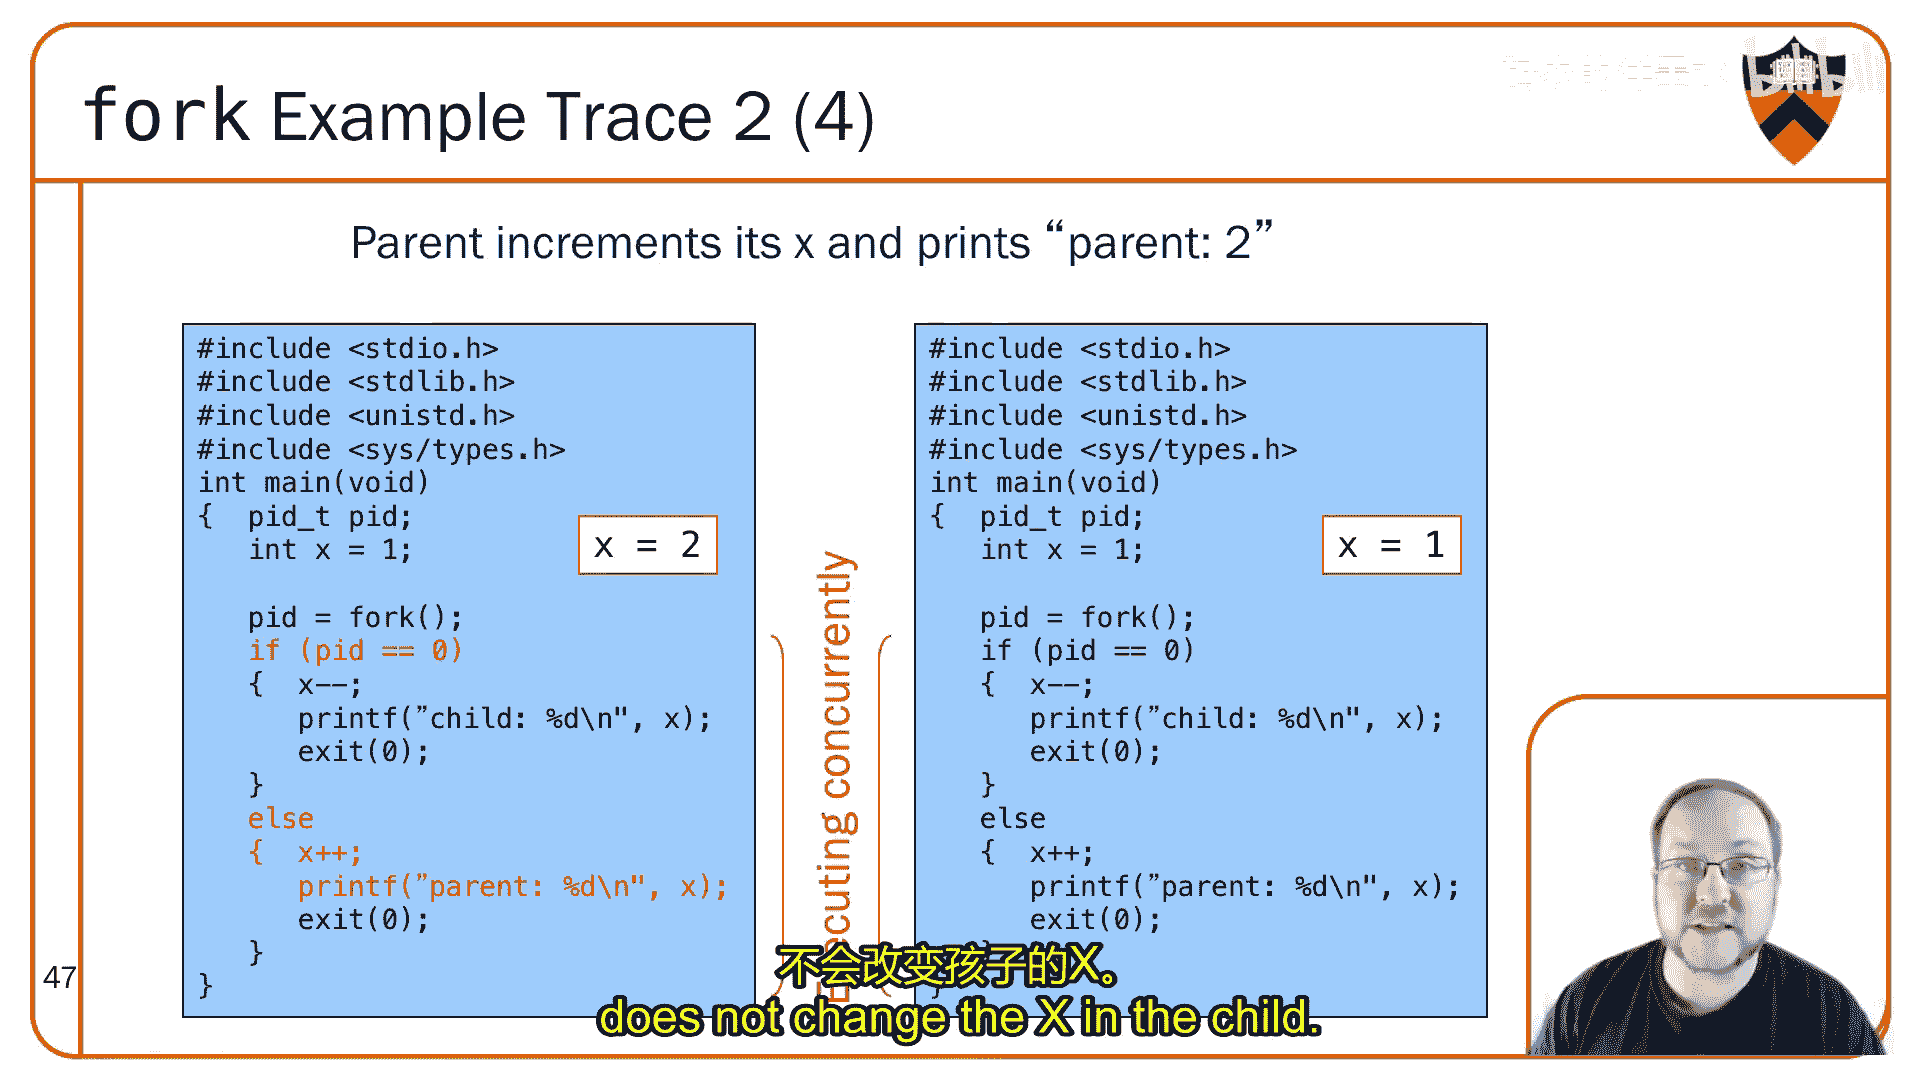 fork Example Trace 2 (4)
Parent increments its x and prints “parent: 2”
#include <stdio.h>
#include <stdlib.h>
#include <unistd.h>
#include <sys/types.h>
int main(void)
{  pid_t pid;
   int x = 1;
x = 2
   pid = fork();
   if (pid == 0)
   {  x--;
      printf(”child: %d\n", x);
      exit(0);
   }
   else
   {  x++;
      printf(”parent: %d\n", x);
      exit(0);
   }
}
cuting concurrently
#include <stdio.h>
#include <stdlib.h>
#include <unistd.h>
#include <sys/types.h>
int main(void)
{  pid_t pid;
   int x = 1;
x = 1
   pid = fork();
   if (pid == 0)
   {  x--;
      printf(”child: %d\n", x);
      exit(0);
   }
   else
   {  x++;
      printf(”parent: %d\n", x);
      exit(0);
47
不会改变孩子的X。
does not change the X in the child.